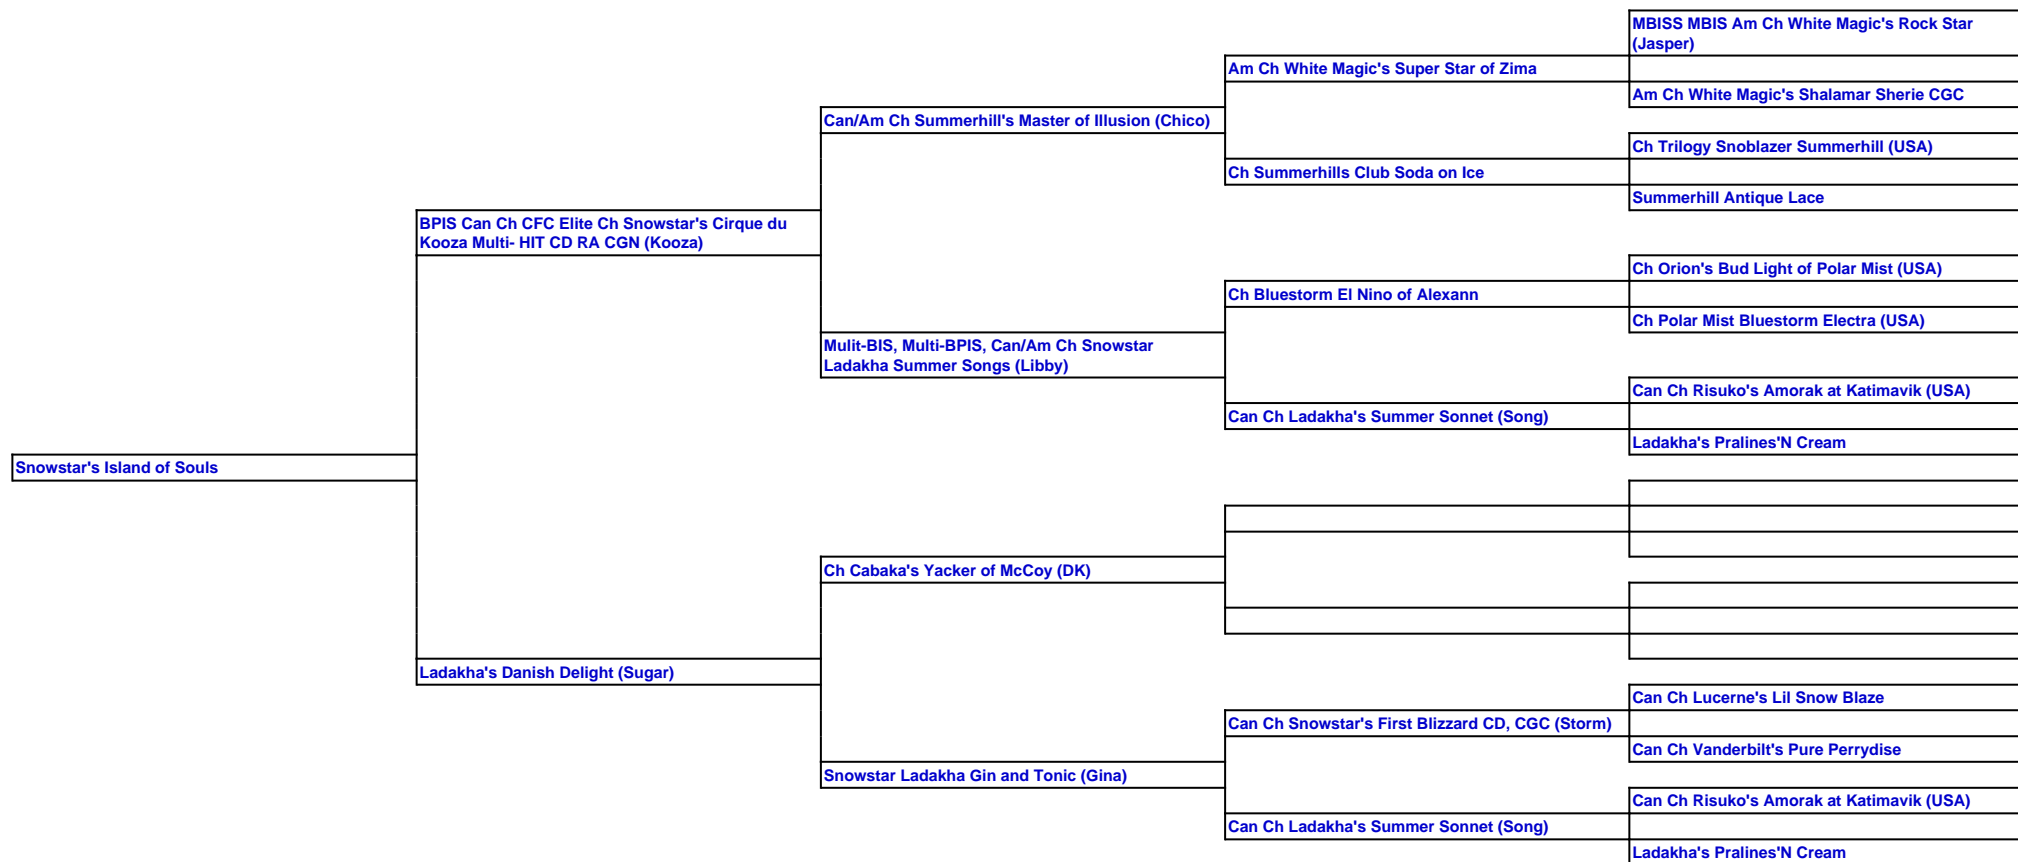 MBISS MBIS Am Ch White Magic's Rock Star
(Jasper)
Am Ch White Magic's Super Star of Zima
Am Ch White Magic's Shalamar Sherie CGC
Can/Am Ch Summerhill's Master of Illusion (Chico)
Ch Trilogy Snoblazer Summerhill (USA)
Ch Summerhills Club Soda on Ice
Summerhill Antique Lace
BPIS Can Ch CFC Elite Ch Snowstar's Cirque du
Kooza Multi- HIT CD RA CGN (Kooza)
Ch Orion's Bud Light of Polar Mist (USA)
Ch Bluestorm El Nino of Alexann
Ch Polar Mist Bluestorm Electra (USA)
Mulit-BIS, Multi-BPIS, Can/Am Ch Snowstar
Ladakha Summer Songs (Libby)
Can Ch Risuko's Amorak at Katimavik (USA)
Can Ch Ladakha's Summer Sonnet (Song)
Ladakha's Pralines'N Cream
Snowstar's Island of Souls
Ch Cabaka's Yacker of McCoy (DK)
Ladakha's Danish Delight (Sugar)
Can Ch Lucerne's Lil Snow Blaze
Can Ch Snowstar's First Blizzard CD, CGC (Storm)
Can Ch Vanderbilt's Pure Perrydise
Snowstar Ladakha Gin and Tonic (Gina)
Can Ch Risuko's Amorak at Katimavik (USA)
Can Ch Ladakha's Summer Sonnet (Song)
Ladakha's Pralines'N Cream